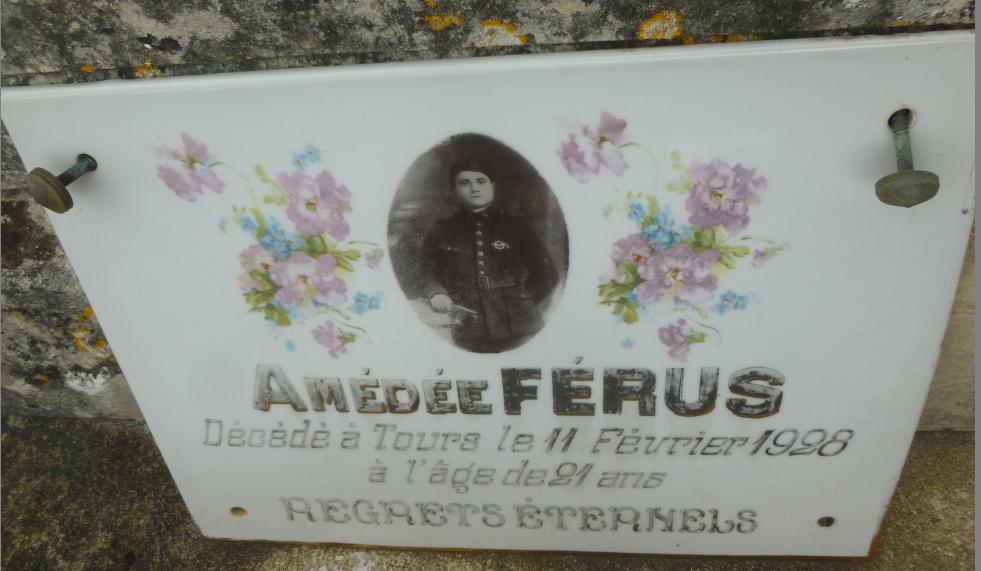 AMÉDÉE FÉRUS
Décédé à Tours le 11 Février 1928
à l'âge de 21 ans
REGRETS ÉTERNELS